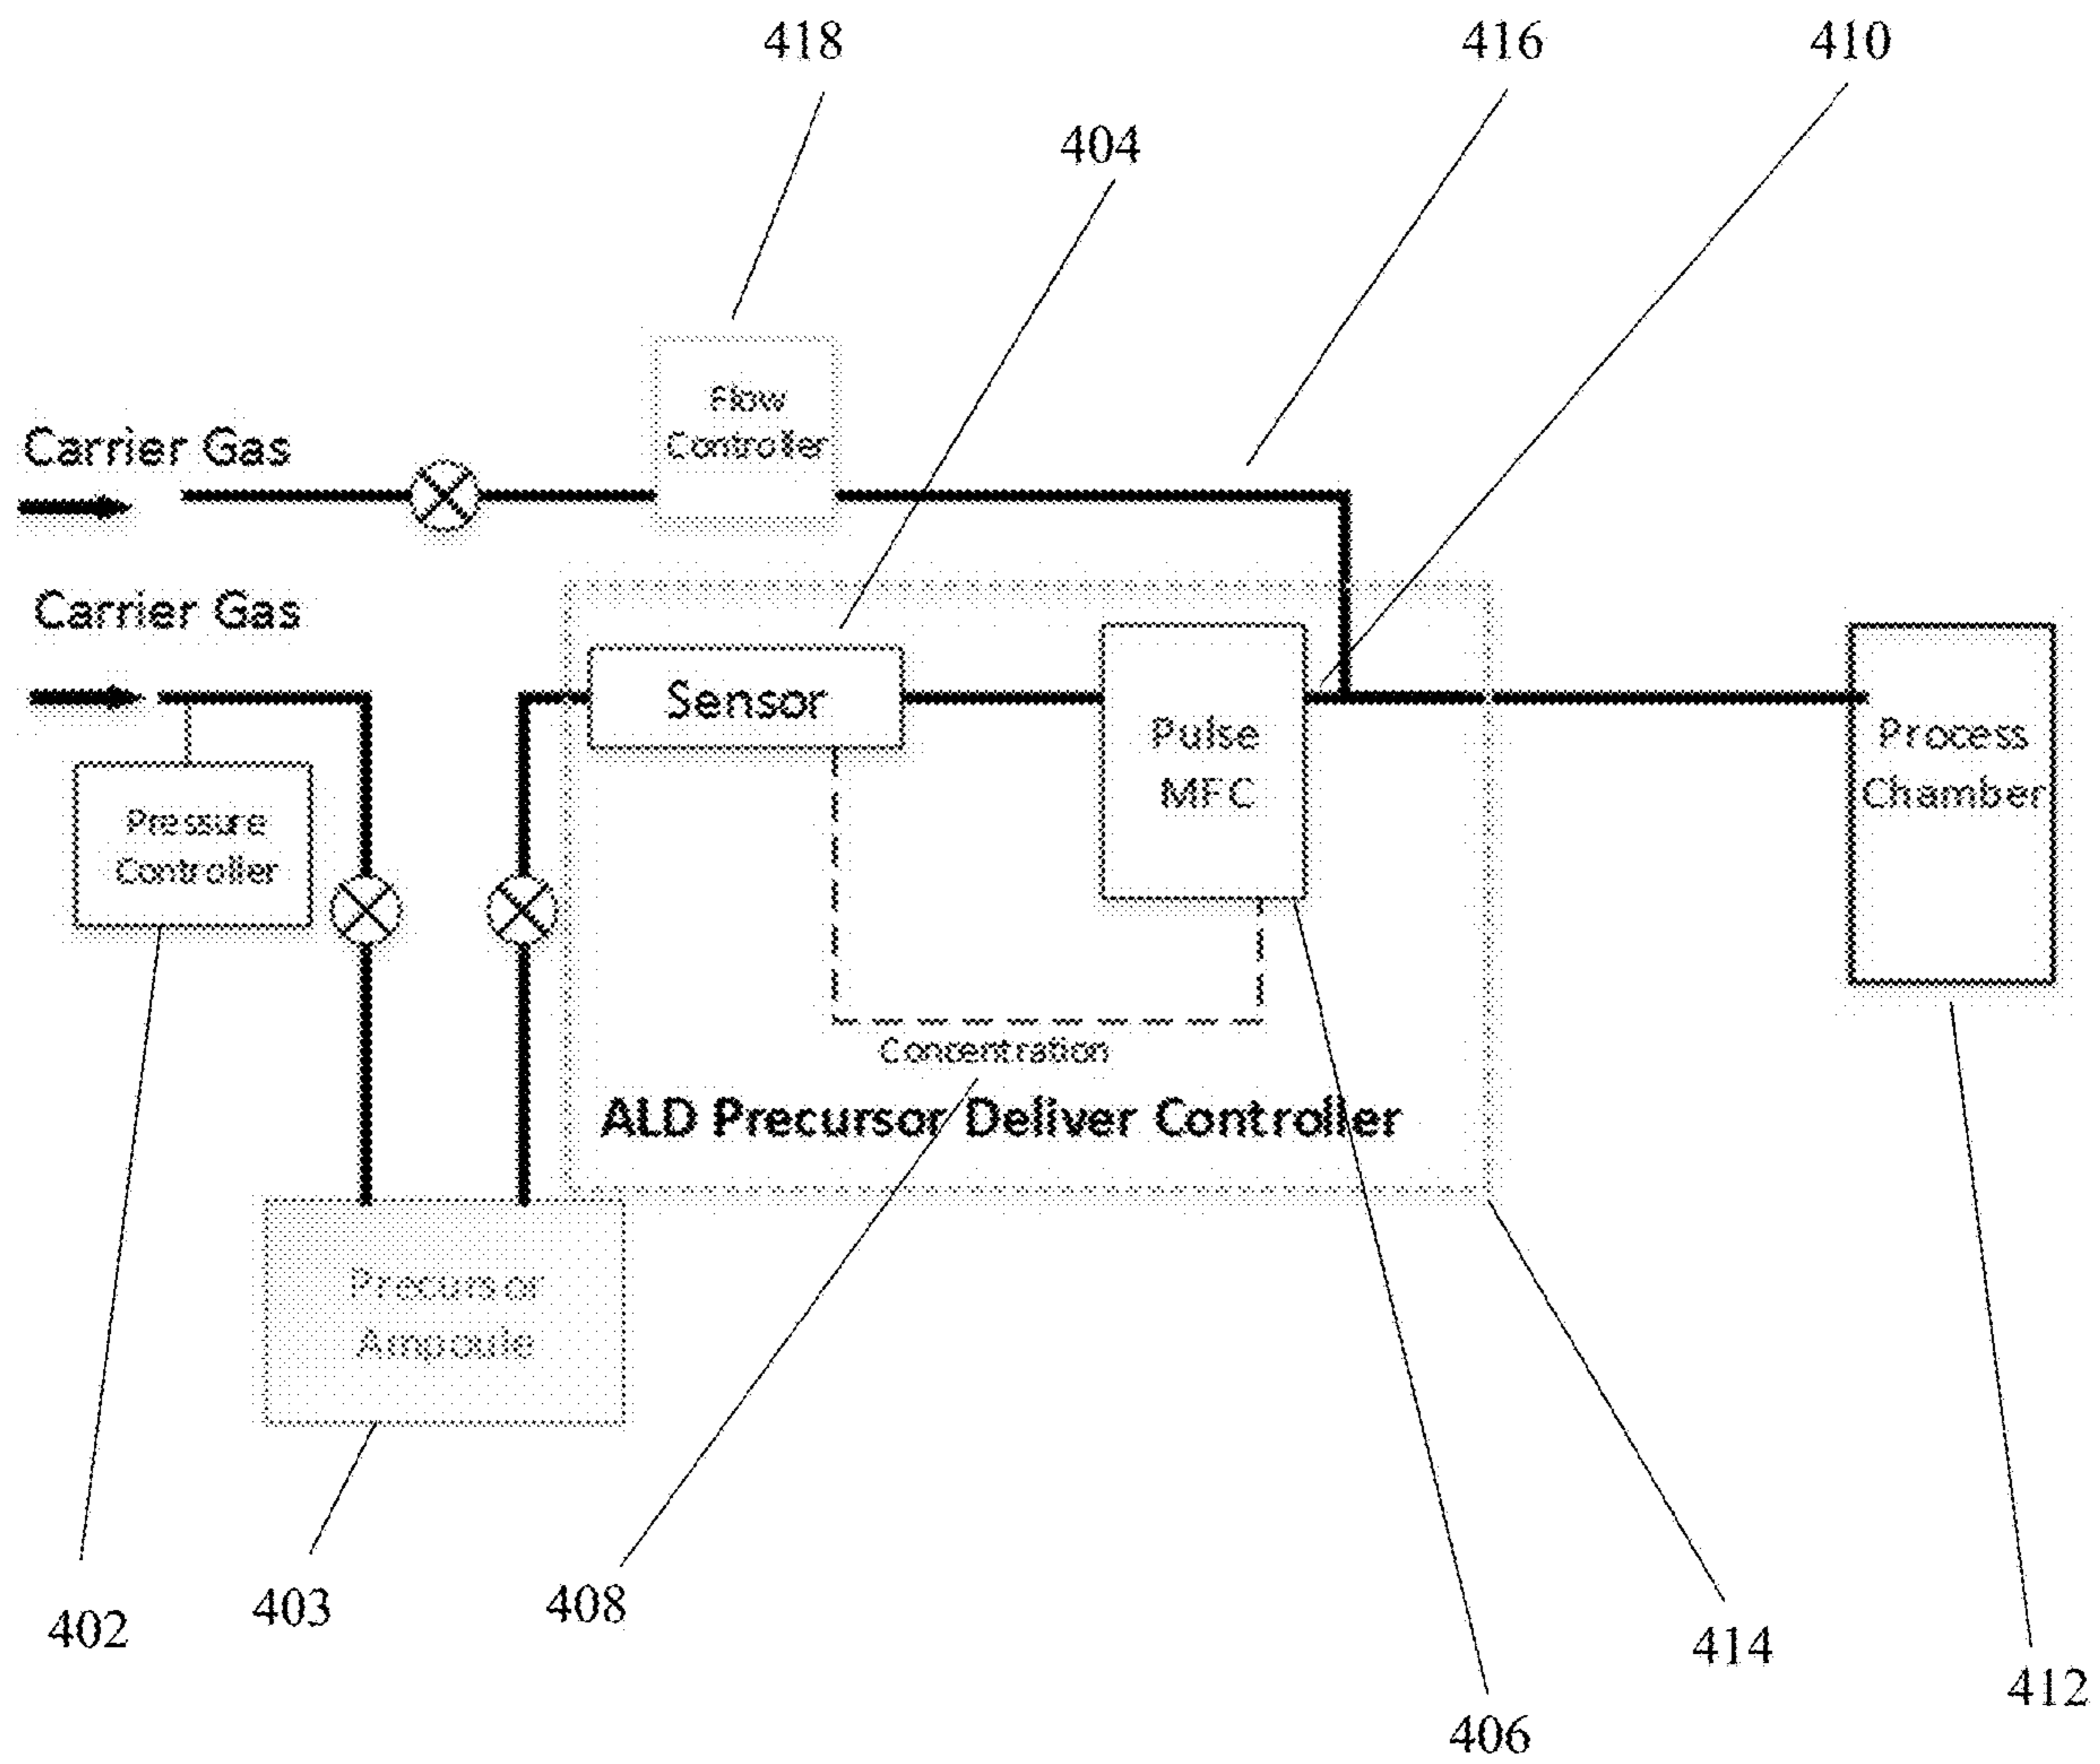 418
416
410
404
Flow
Controller
Carrier Gas
Carrier Gas
Sensor
Pulse
MFC
Process
Chamber
Pressure
Controller
Concentration
ALD Precursor Deliver Controller
Precursor
Ampoule
402
403
408
414
412
406